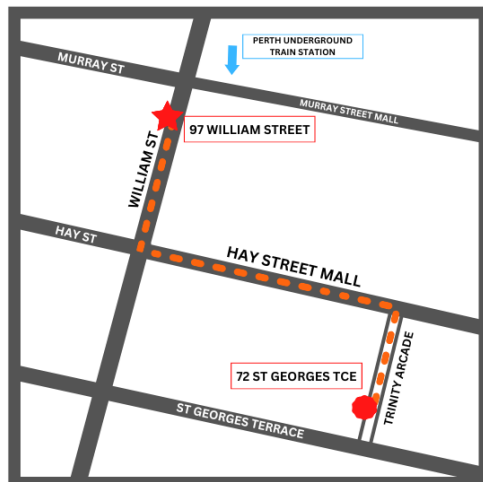 PERTH UNDERGROUND
TRAIN STATION
MURRAY ST
MURRAY STREET MALL
97 WILLIAM STREET
WILLIAM ST
HAY ST
HAY STREET MALL
72 ST GEORGES TCE
TRINITY ARCADE
ST GEORGES TERRACE